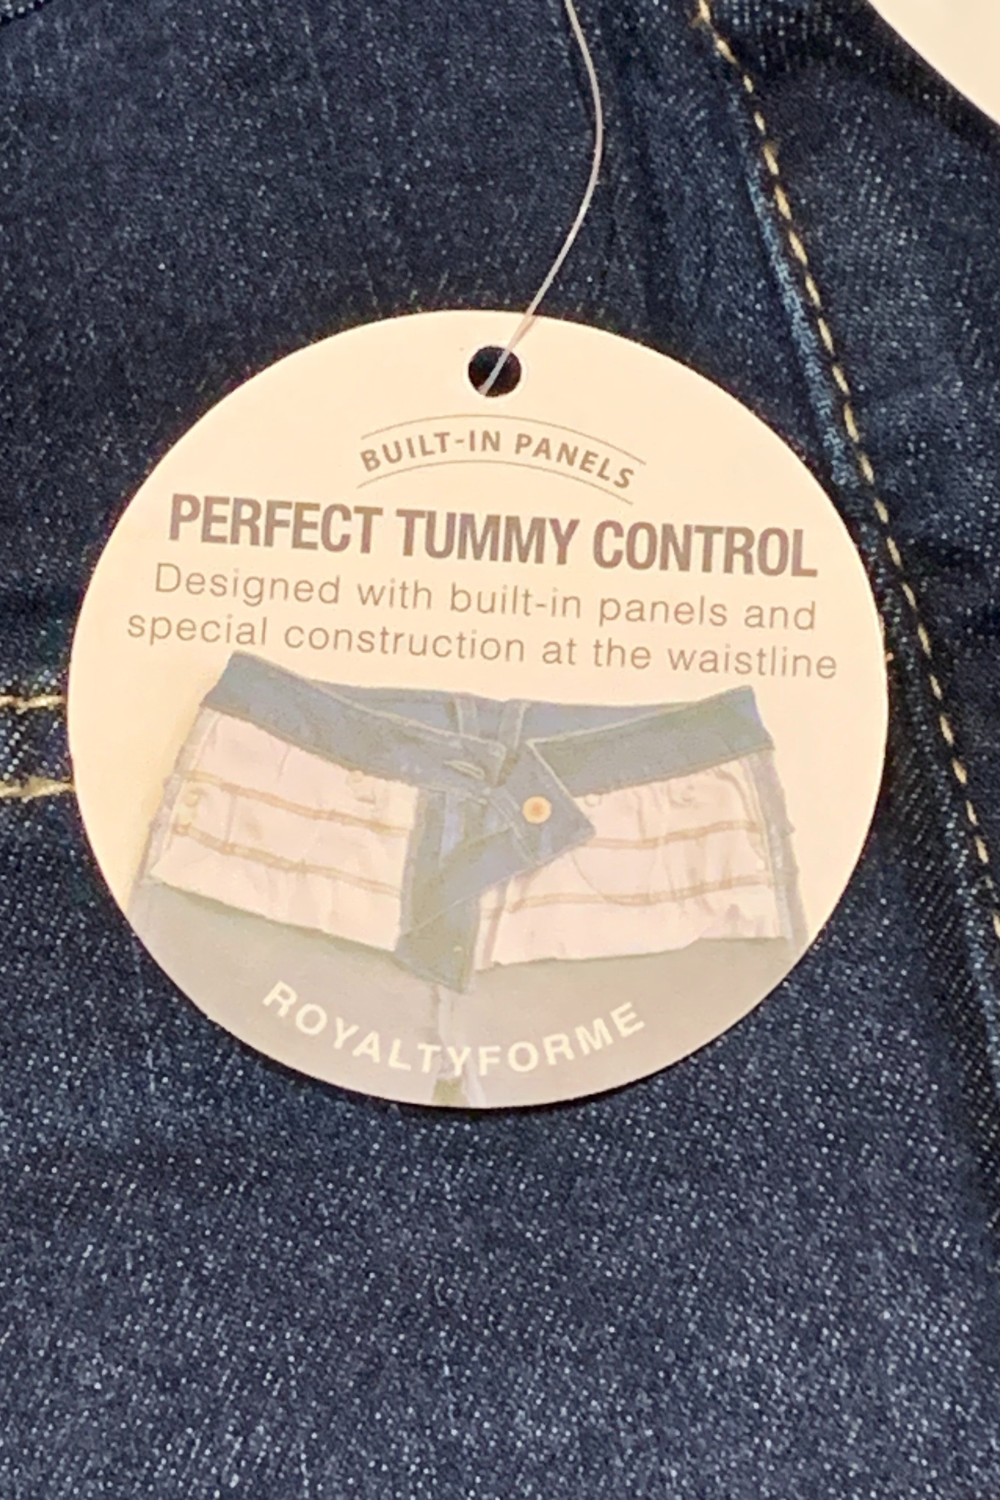 BUILT-IN PANELS
PERFECT TUMMY CONTROL
Designed with built-in panels and
special construction at the waistline
ROYALTYFORME